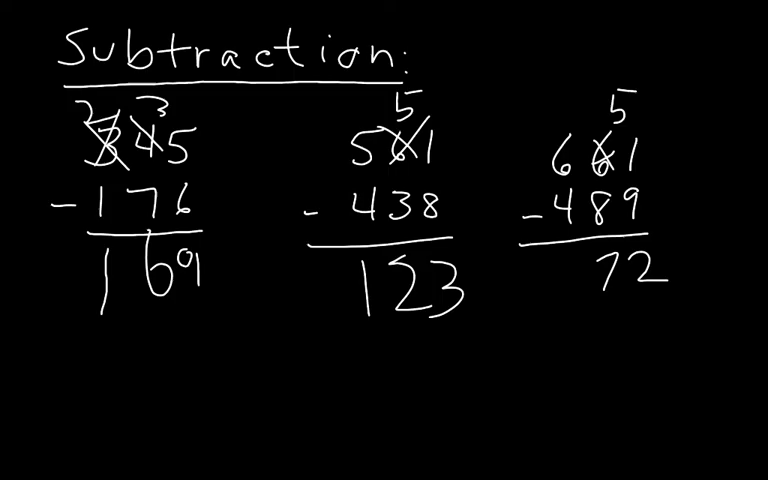 Subtraction:
2 3 5 5
345 561 661
- 176 - 438 - 489
169 123 72